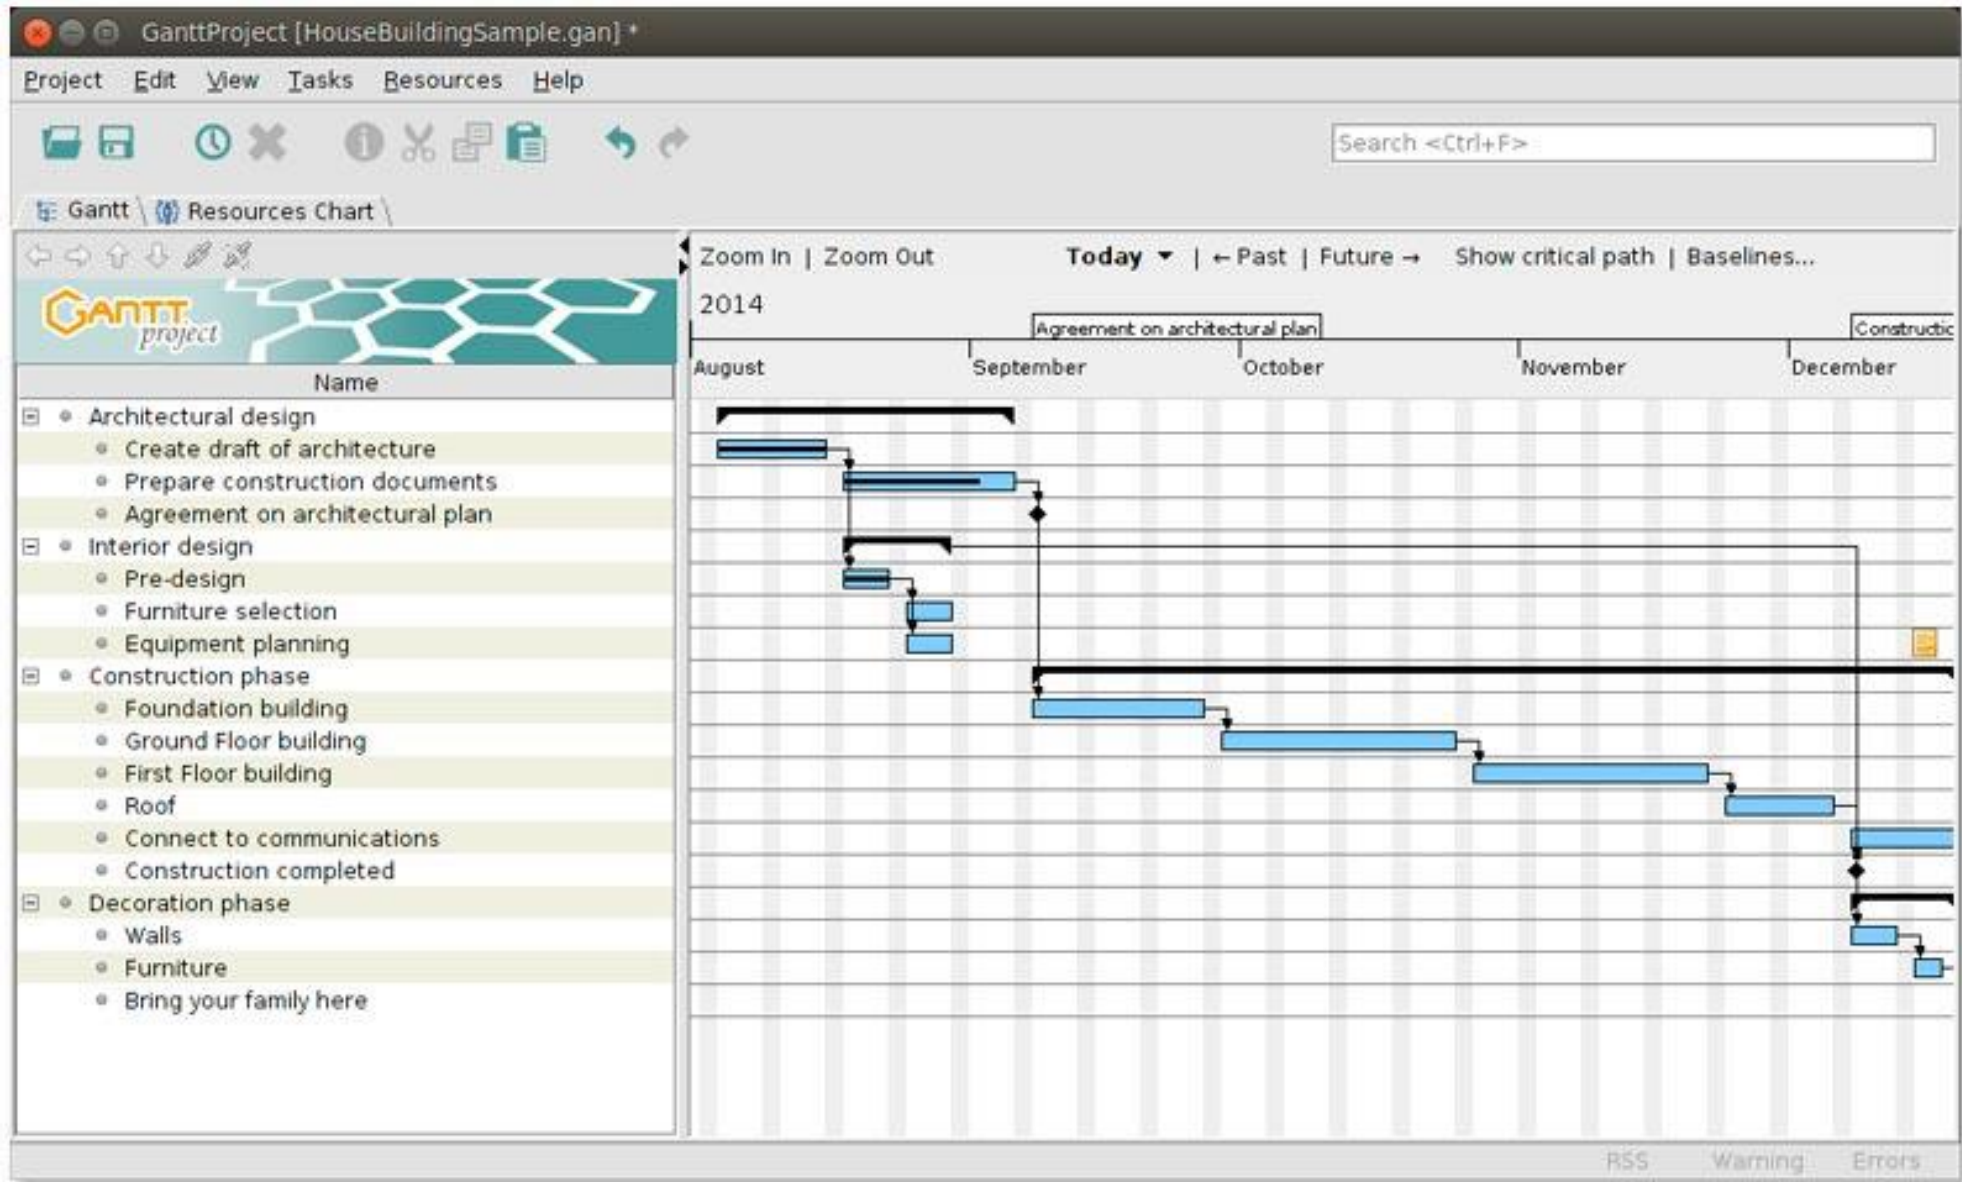 GanttProject [HouseBuildingSample.gan] *
Project Edit View Tasks Resources Help
Search <Ctrl+F>
Gantt Resources Chart
Zoom In | Zoom Out Today | ← Past | Future → Show critical path | Baselines...
GANTT project
2014
Agreement on architectural plan Constructic
August September October November December
Name
Architectural design
Create draft of architecture
Prepare construction documents
Agreement on architectural plan
Interior design
Pre-design
Furniture selection
Equipment planning
Construction phase
Foundation building
Ground Floor building
First Floor building
Roof
Connect to communications
Construction completed
Decoration phase
Walls
Furniture
Bring your family here
RSS Warning Errors